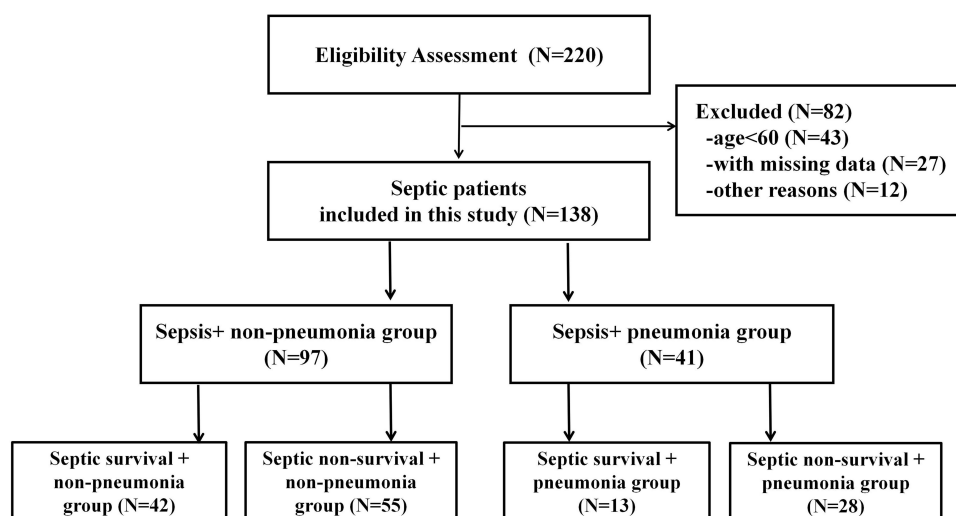 Eligibility Assessment (N=220)
Excluded (N=82)
-age<60 (N=43)
-with missing data (N=27)
-other reasons (N=12)
Septic patients
included in this study (N=138)
Sepsis+ non-pneumonia group
(N=97)
Sepsis+ pneumonia group
(N=41)
Septic survival +
non-pneumonia
group (N=42)
Septic non-survival +
non-pneumonia
group (N=55)
Septic survival +
pneumonia group
(N=13)
Septic non-survival +
pneumonia group
(N=28)